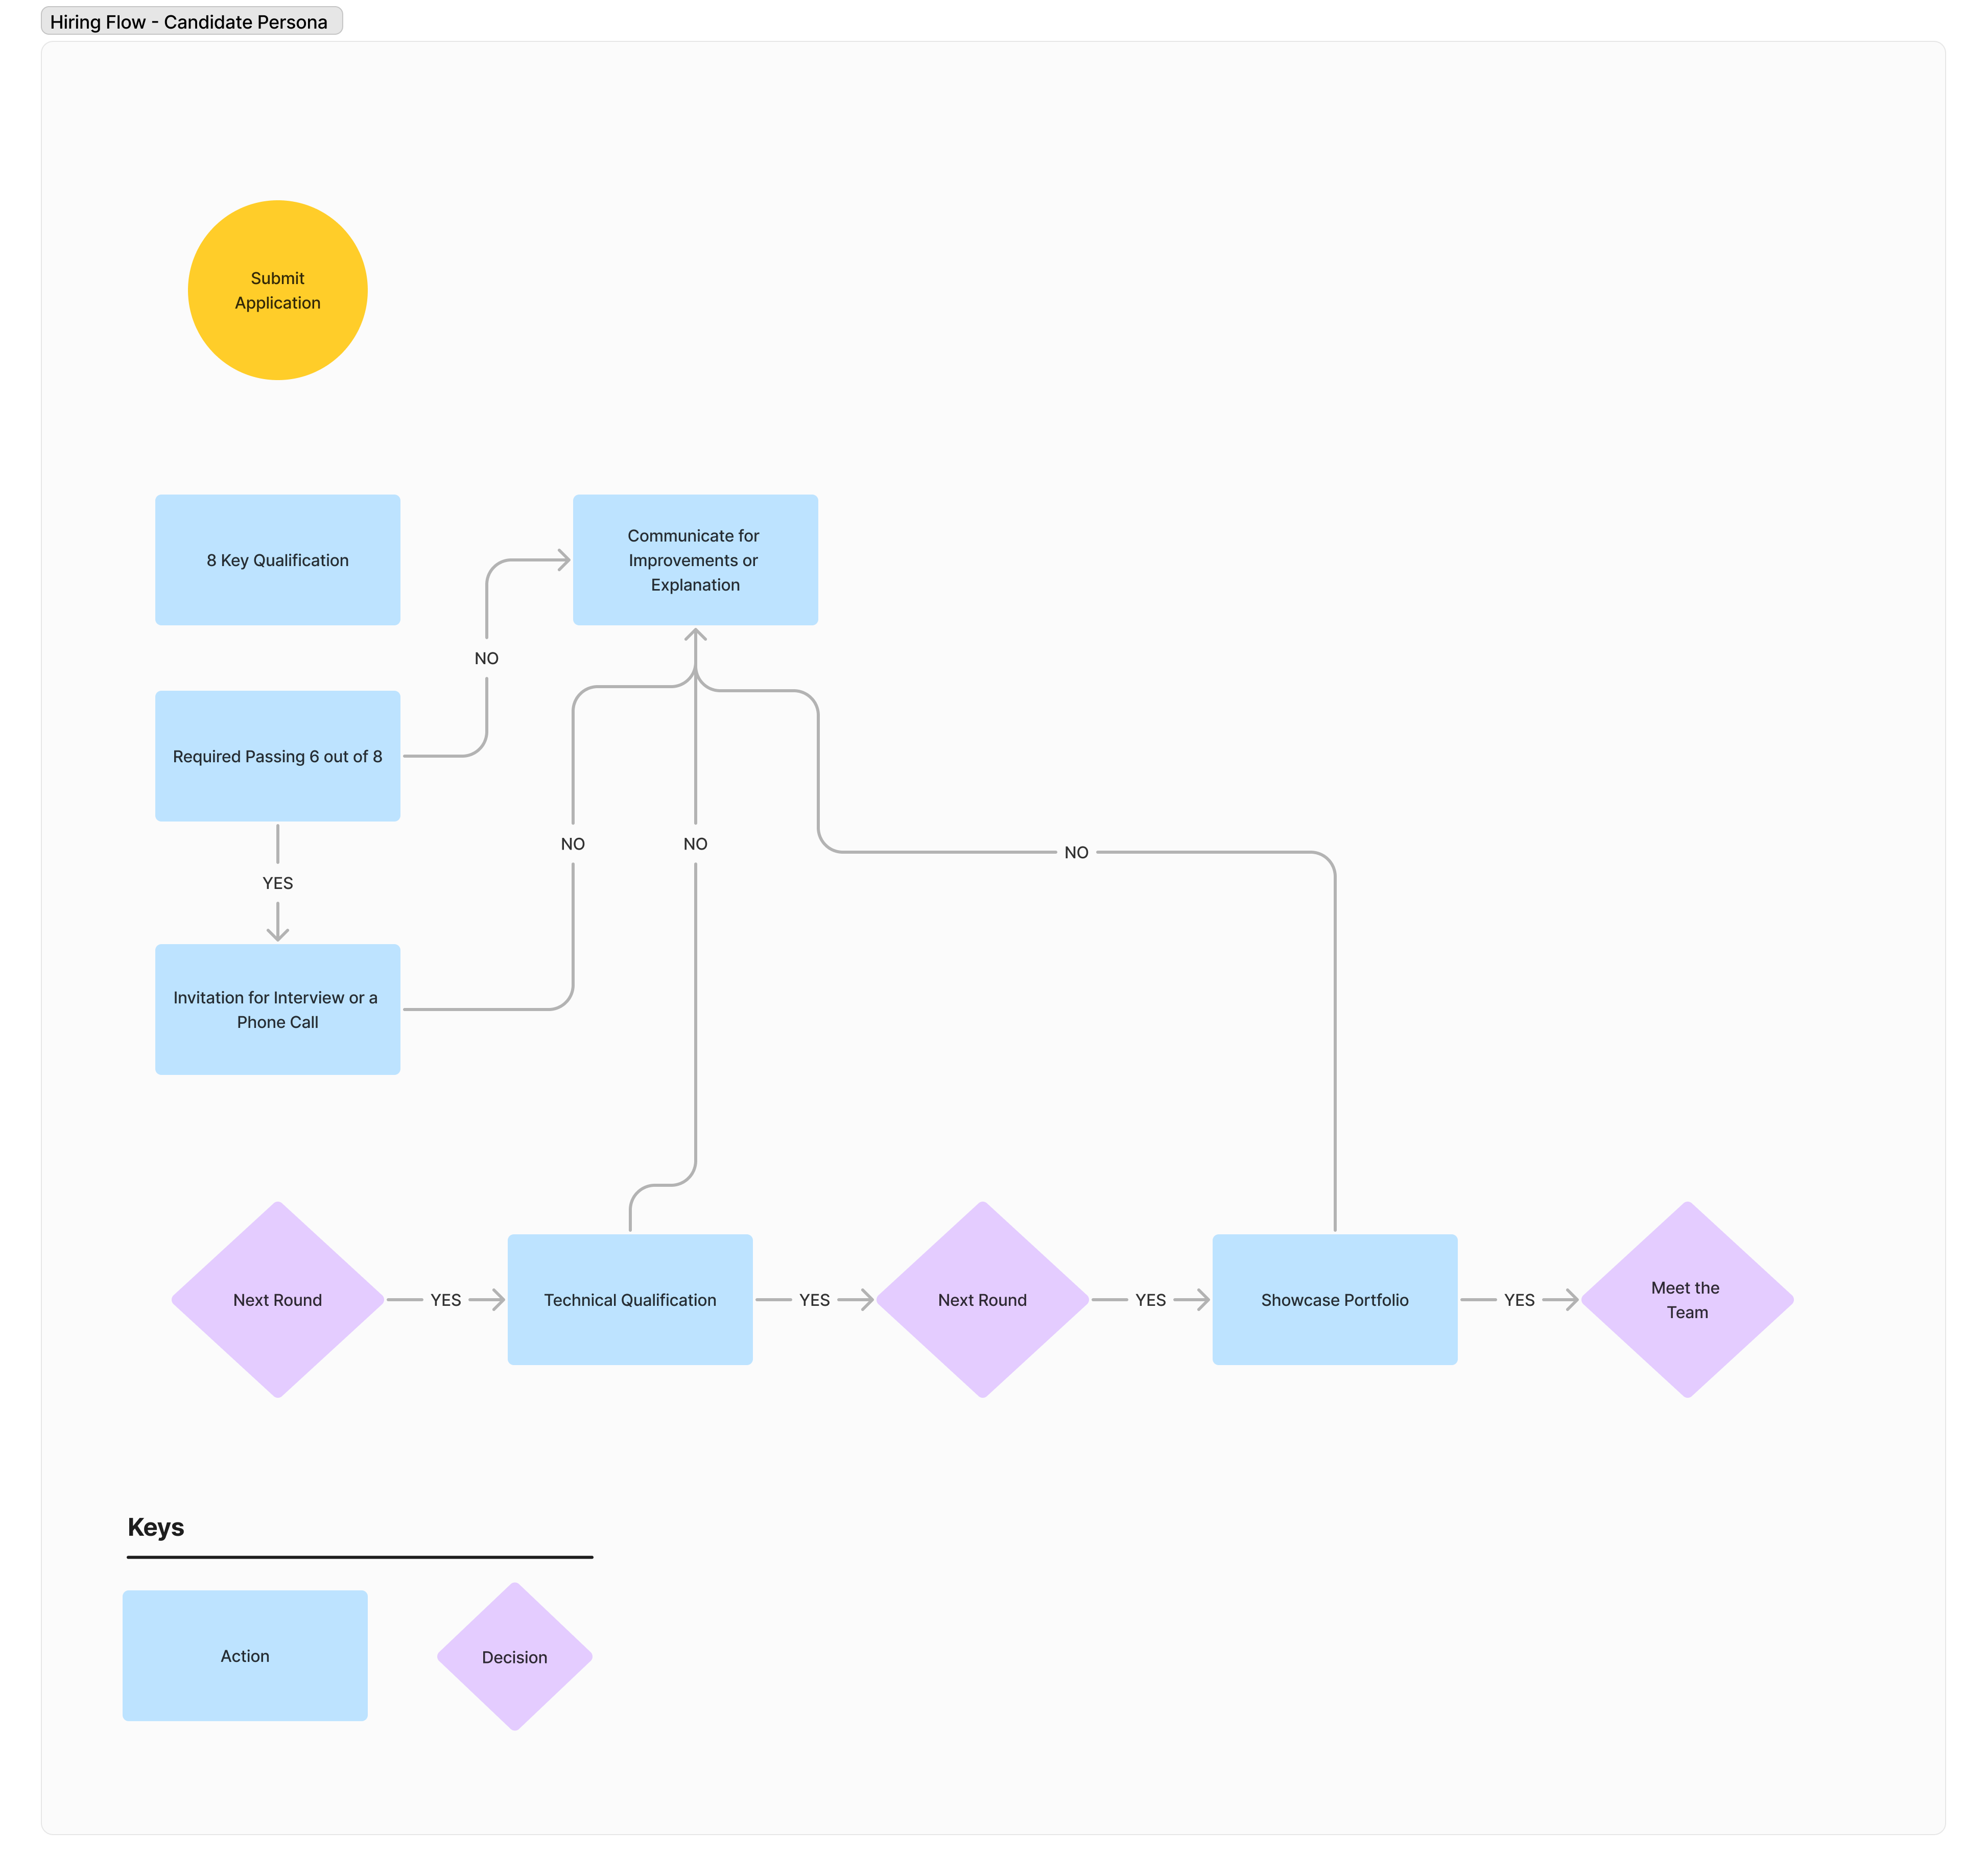 Hiring Flow - Candidate Persona
Submit
Application
8 Key Qualification
Communicate for
Improvements or
Explanation
NO
Required Passing 6 out of 8
NO
NO
NO
YES
Invitation for Interview or a
Phone Call
Next Round
YES
Technical Qualification
YES
Next Round
YES
Showcase Portfolio
YES
Meet the
Team
Keys
Action
Decision